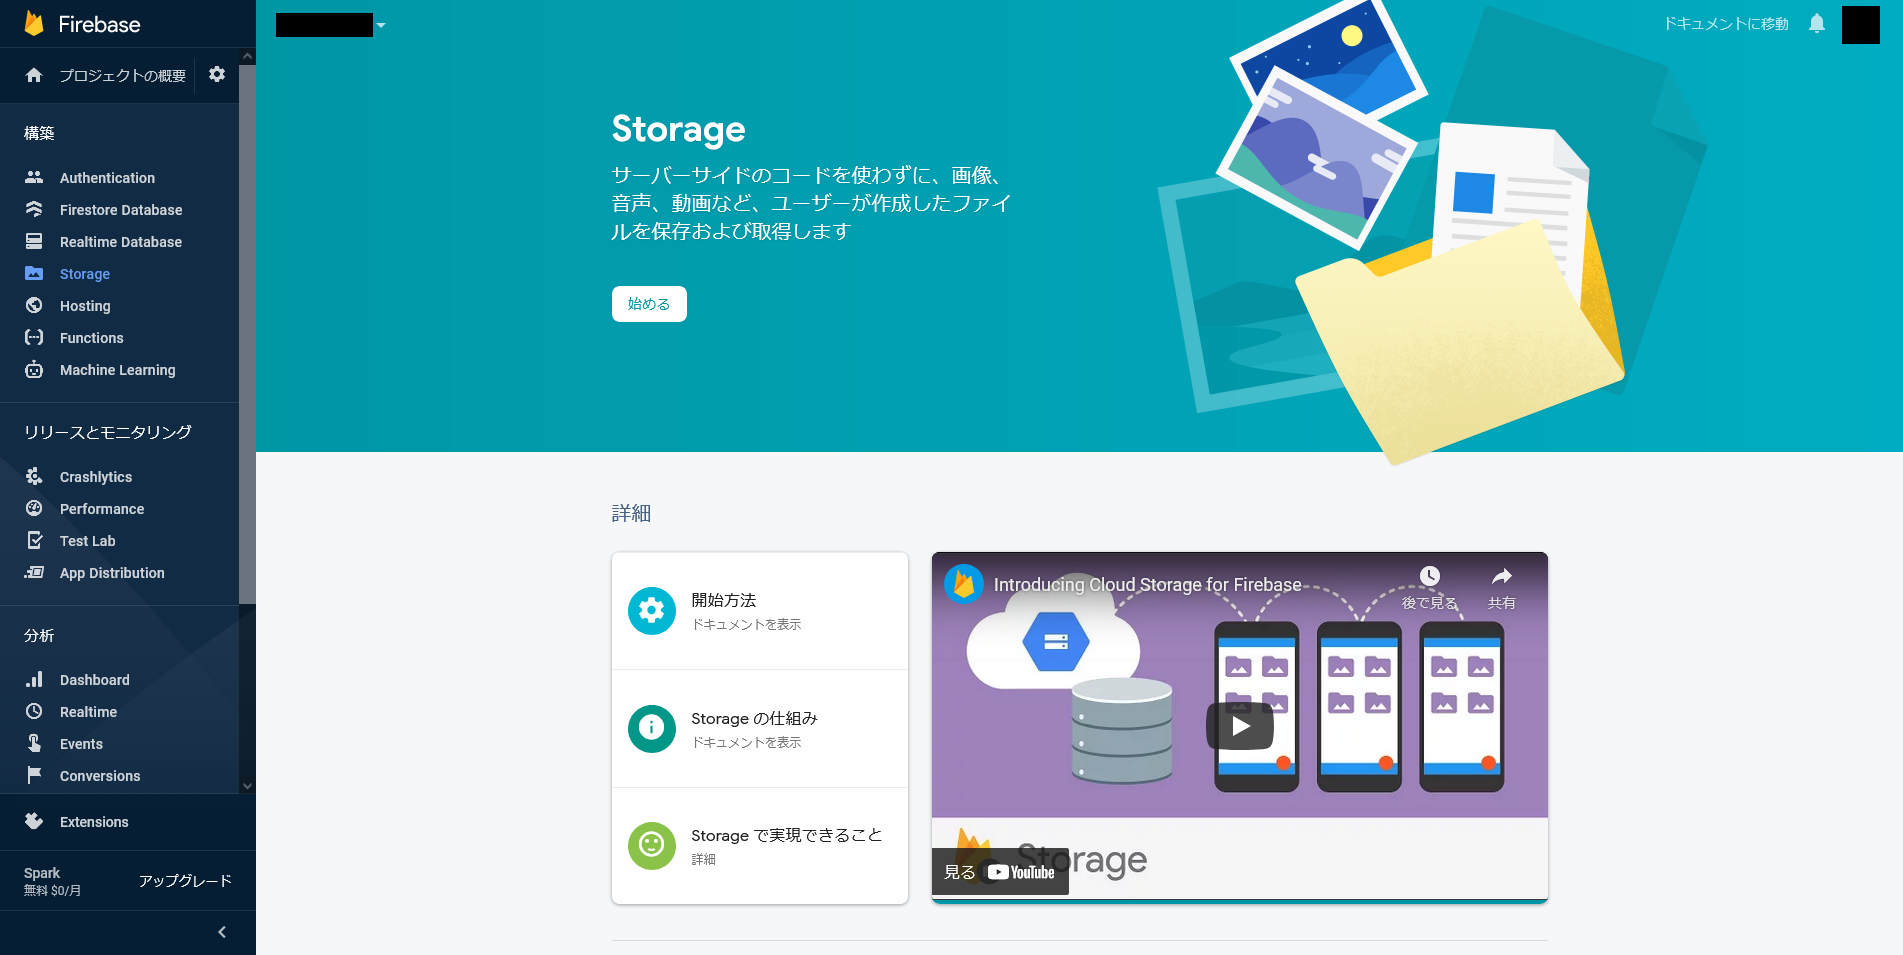 Firebase
プロジェクトの概要
構築
Authentication
Firestore Database
Realtime Database
Storage
Hosting
Functions
Machine Learning
リリースとモニタリング
Crashlytics
Performance
Test Lab
App Distribution
分析
Dashboard
Realtime
Events
Conversions
Extensions
Spark
無料 $0/月
アップグレード
ドキュメントに移動
Storage
サーバーサイドのコードを使わずに、画像、
音声、動画など、ユーザーが作成したファイ
ルを保存および取得します
始める
詳細
開始方法
ドキュメントを表示
Storage の仕組み
ドキュメントを表示
Storage で実現できること
詳細
Introducing Cloud Storage for Firebase
後で見る
共有
Storage
見る YouTube